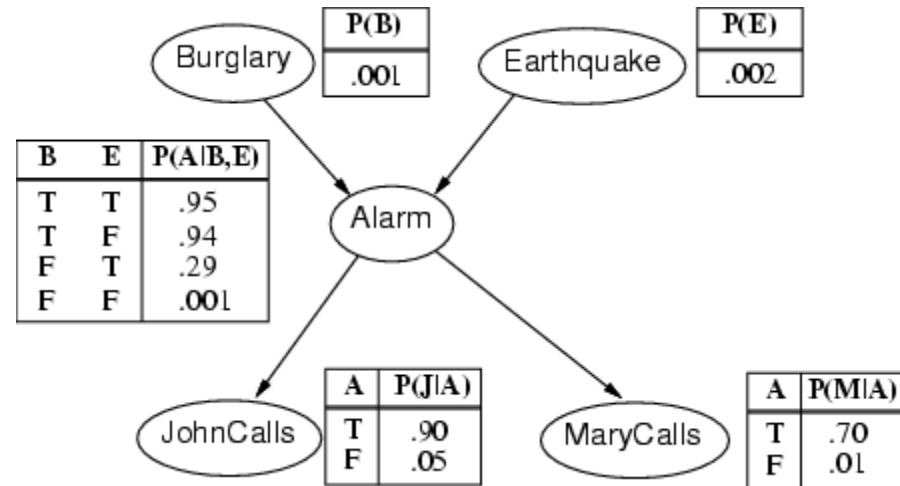 Burglary
P(B)
.001
Earthquake
P(E)
.002
B E P(A|B,E)
T T .95
T F .94
F T .29
F F .001
Alarm
JohnCalls
A P(J|A)
T .90
F .05
MaryCalls
A P(M|A)
T .70
F .01